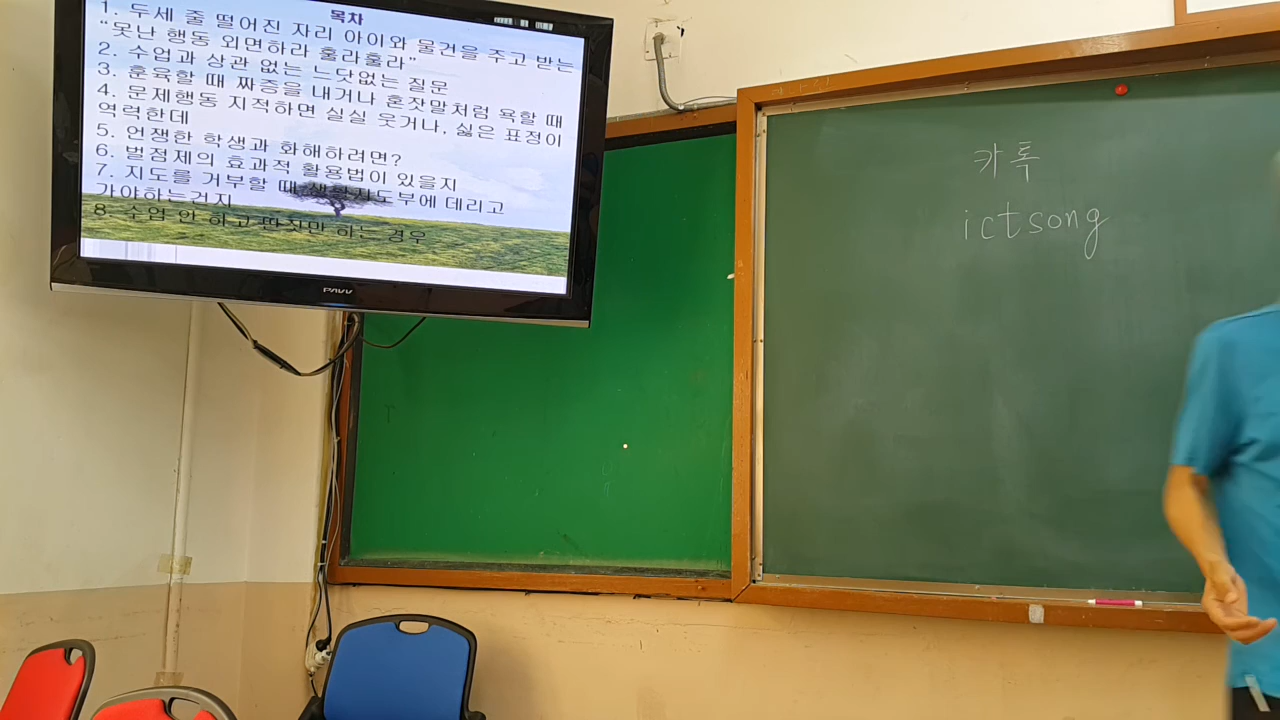 목차
1. 두세 줄 떨어진 자리 아이와 물건을 주고 받는
"못난 행동 외면하라 훌라훌라"
2. 수업과 상관 없는 느닷없는 질문
3. 훈육할 때 짜증을 내거나 혼잣말처럼 욕할 때
4. 문제행동 지적하면 실실 웃거나, 싫은 표정이
역력한데
5. 언쟁한 학생과 화해하려면?
6. 벌점제의 효과적 활용법이 있을지
7. 지도를 거부할 때 생활지도부에 데리고
가야하는건지
8. 수업 안 하고 딴짓만 하는 경우
PAVV
카톡
ictsong